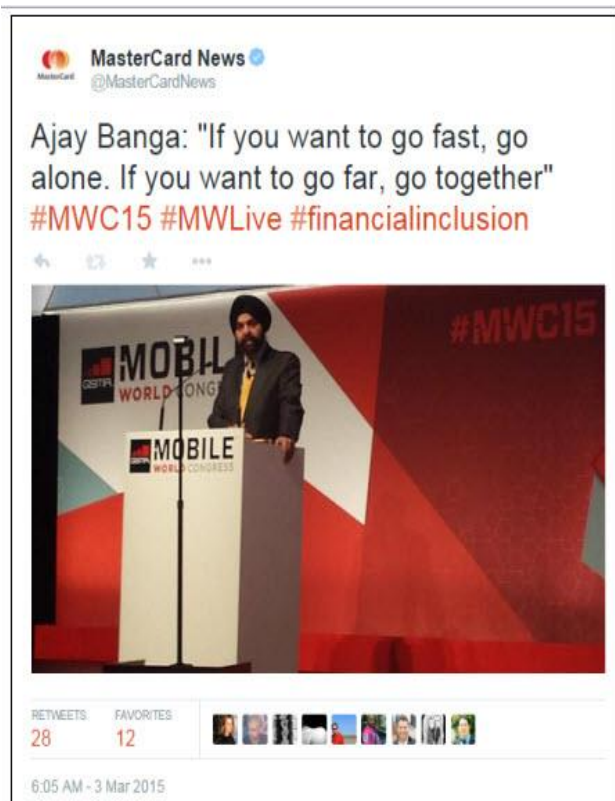 MasterCard News
MasterCard
@MasterCardNews
Ajay Banga: "If you want to go fast, go
alone. If you want to go far, go together"
#MWC15 #MWLive #financialinclusion
#MWC15
GSMA
MOBIL
WORLD CONG
GSMA
MOBILE
WORLD CONGRESS
RETWEETS
28
FAVORITES
12
6:05 AM - 3 Mar 2015